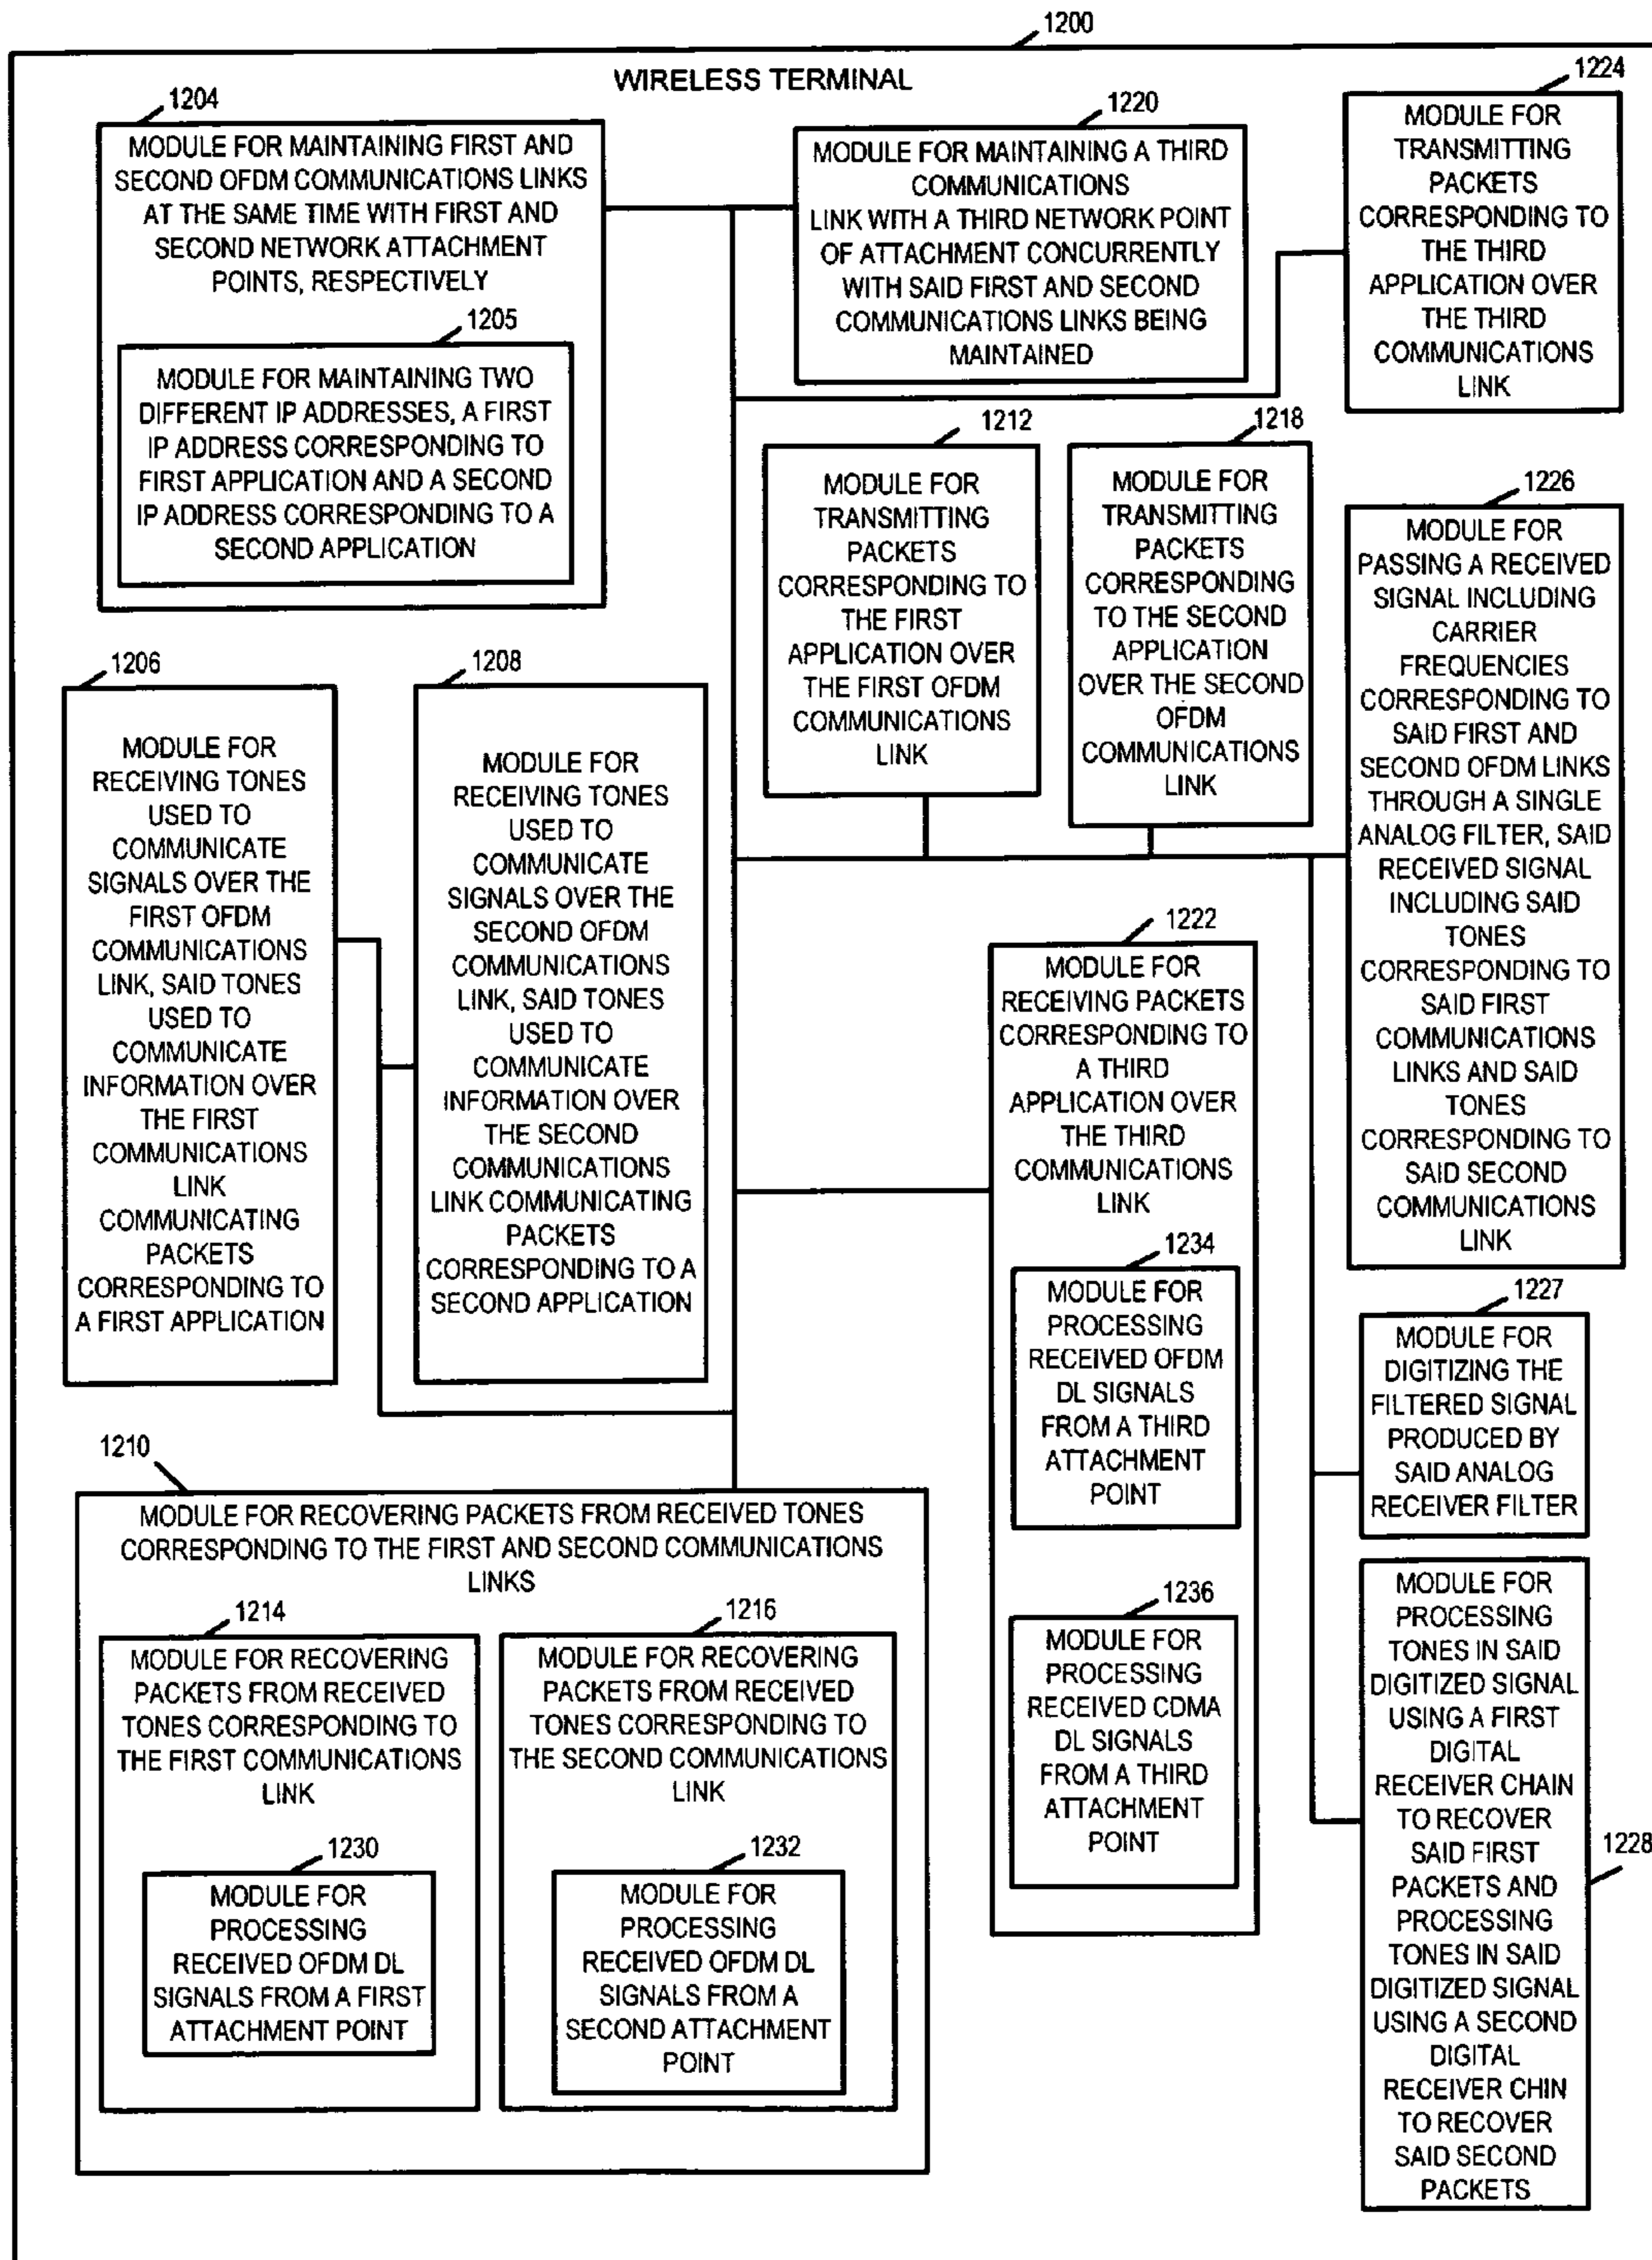 1200
WIRELESS TERMINAL
1204
MODULE FOR MAINTAINING FIRST AND
SECOND OFDM COMMUNICATIONS LINKS
AT THE SAME TIME WITH FIRST AND
SECOND NETWORK ATTACHMENT
POINTS, RESPECTIVELY
1205
MODULE FOR MAINTAINING TWO
DIFFERENT IP ADDRESSES, A FIRST
IP ADDRESS CORRESPONDING TO
FIRST APPLICATION AND A SECOND
IP ADDRESS CORRESPONDING TO A
SECOND APPLICATION
1220
MODULE FOR MAINTAINING A THIRD
COMMUNICATIONS
LINK WITH A THIRD NETWORK POINT
OF ATTACHMENT CONCURRENTLY
WITH SAID FIRST AND SECOND
COMMUNICATIONS LINKS BEING
MAINTAINED
1224
MODULE FOR
TRANSMITTING
PACKETS
CORRESPONDING TO
THE THIRD
APPLICATION OVER
THE THIRD
COMMUNICATIONS
LINK
1212
MODULE FOR
TRANSMITTING
PACKETS
CORRESPONDING TO
THE FIRST
APPLICATION OVER
THE FIRST OFDM
COMMUNICATIONS
LINK
1218
MODULE FOR
TRANSMITTING
PACKETS
CORRESPONDING
TO THE SECOND
APPLICATION
OVER THE SECOND
OFDM
COMMUNICATIONS
LINK
1226
MODULE FOR
PASSING A RECEIVED
SIGNAL INCLUDING
CARRIER
FREQUENCIES
CORRESPONDING TO
SAID FIRST AND
SECOND OFDM LINKS
THROUGH A SINGLE
ANALOG FILTER, SAID
RECEIVED SIGNAL
INCLUDING SAID
TONES
CORRESPONDING TO
SAID FIRST
COMMUNICATIONS
LINKS AND SAID
TONES
CORRESPONDING TO
SAID SECOND
COMMUNICATIONS
LINK
1206
MODULE FOR
RECEIVING TONES
USED TO
COMMUNICATE
SIGNALS OVER THE
FIRST OFDM
COMMUNICATIONS
LINK, SAID TONES
USED TO
COMMUNICATE
INFORMATION OVER
THE FIRST
COMMUNICATIONS
LINK
COMMUNICATING
PACKETS
CORRESPONDING TO
A FIRST APPLICATION
1208
MODULE FOR
RECEIVING TONES
USED TO
COMMUNICATE
SIGNALS OVER THE
SECOND OFDM
COMMUNICATIONS
LINK, SAID TONES
USED TO
COMMUNICATE
INFORMATION OVER
THE SECOND
COMMUNICATIONS
LINK COMMUNICATING
PACKETS
CORRESPONDING TO A
SECOND APPLICATION
1222
MODULE FOR
RECEIVING PACKETS
CORRESPONDING TO
A THIRD
APPLICATION OVER
THE THIRD
COMMUNICATIONS
LINK
1234
MODULE FOR
PROCESSING
RECEIVED OFDM
DL SIGNALS
FROM A THIRD
ATTACHMENT
POINT
1236
MODULE FOR
PROCESSING
RECEIVED CDMA
DL SIGNALS
FROM A THIRD
ATTACHMENT
POINT
1227
MODULE FOR
DIGITIZING THE
FILTERED SIGNAL
PRODUCED BY
SAID ANALOG
RECEIVER FILTER
1228
MODULE FOR
PROCESSING
TONES IN SAID
DIGITIZED SIGNAL
USING A FIRST
DIGITAL
RECEIVER CHAIN
TO RECOVER
SAID FIRST
PACKETS AND
PROCESSING
TONES IN SAID
DIGITIZED SIGNAL
USING A SECOND
DIGITAL
RECEIVER CHIN
TO RECOVER
SAID SECOND
PACKETS
1210
MODULE FOR RECOVERING PACKETS FROM RECEIVED TONES
CORRESPONDING TO THE FIRST AND SECOND COMMUNICATIONS
LINKS
1214
MODULE FOR RECOVERING
PACKETS FROM RECEIVED
TONES CORRESPONDING TO
THE FIRST COMMUNICATIONS
LINK
1230
MODULE FOR
PROCESSING
RECEIVED OFDM DL
SIGNALS FROM A FIRST
ATTACHMENT POINT
1216
MODULE FOR RECOVERING
PACKETS FROM RECEIVED
TONES CORRESPONDING TO
THE SECOND COMMUNICATIONS
LINK
1232
MODULE FOR
PROCESSING
RECEIVED OFDM DL
SIGNALS FROM A
SECOND ATTACHMENT
POINT